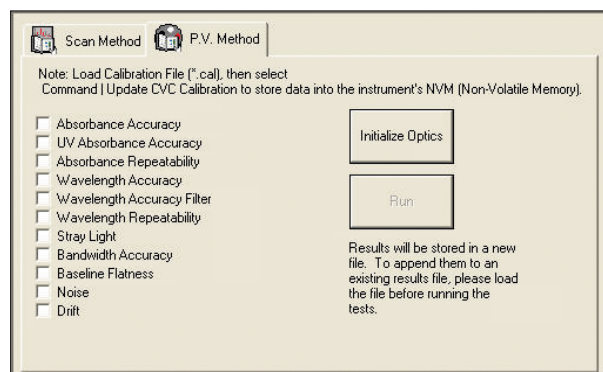 Scan Method
P.V. Method
Note: Load Calibration File (*.cal), then select
Command | Update CVC Calibration to store data into the instrument's NVM (Non-Volatile Memory).
Absorbance Accuracy
UV Absorbance Accuracy
Absorbance Repeatability
Wavelength Accuracy
Wavelength Accuracy Filter
Wavelength Repeatability
Stray Light
Bandwidth Accuracy
Baseline Flatness
Noise
Drift
Initialize Optics
Run
Results will be stored in a new
file. To append them to an
existing results file, please load
the file before running the
tests.